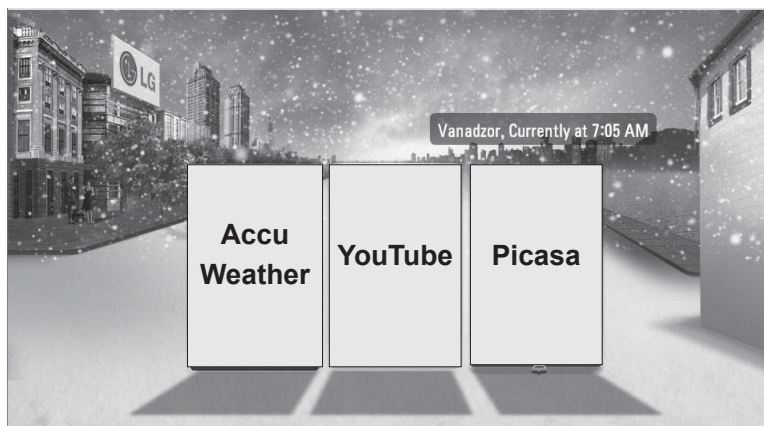 LG
Vanadzor, Currently at 7:05 AM
Accu
Weather
YouTube
Picasa